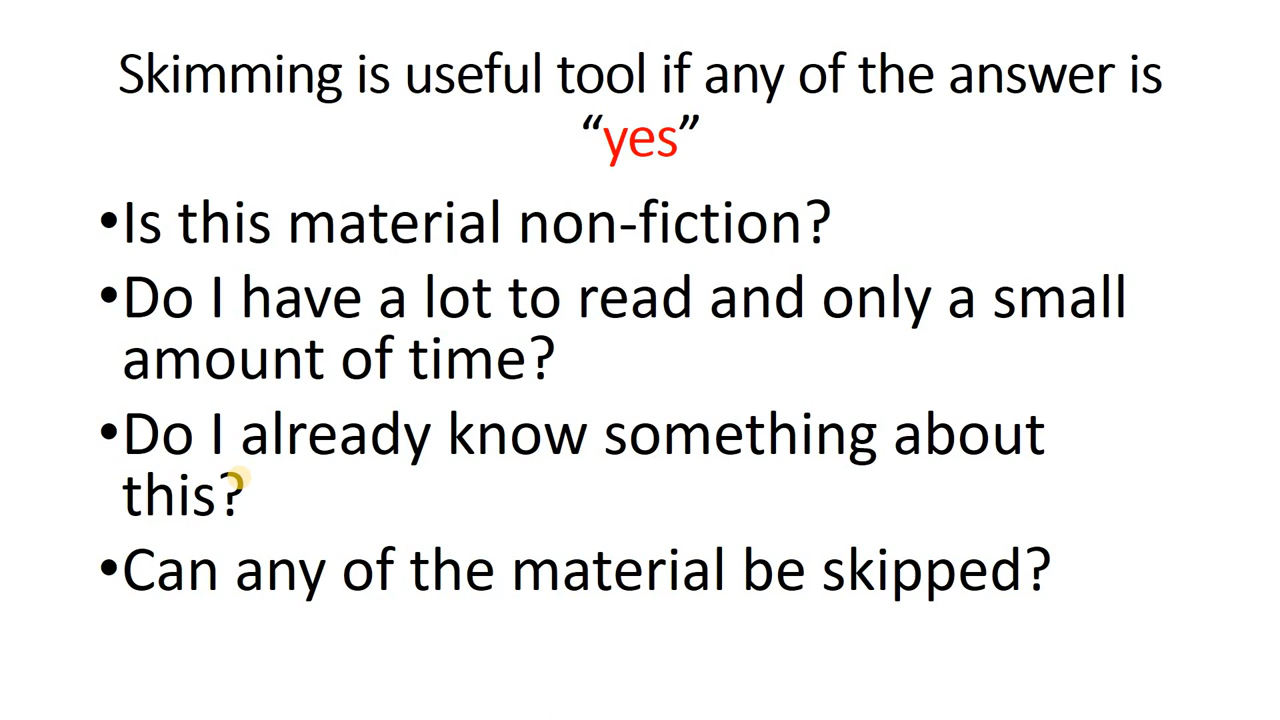 Skimming is useful tool if any of the answer is
“yes”
•Is this material non-fiction?
•Do I have a lot to read and only a small
amount of time?
•Do I already know something about
this?
•Can any of the material be skipped?